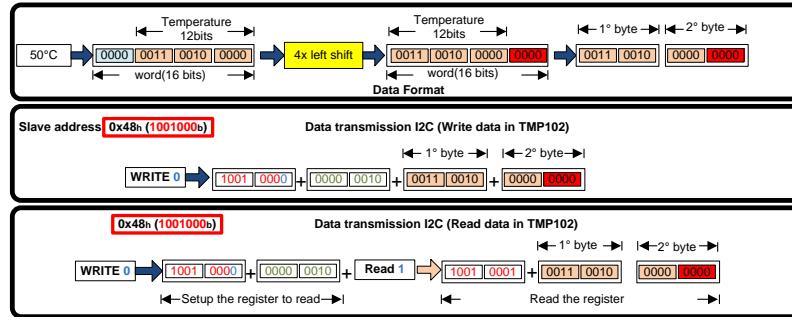 Temperature Temperature
12bits 12bits 1° byte 2° byte
50°C 0000 0011 0010 0000 4x left shift 0011 0010 0000 0000 0011 0010 0000 0000
word(16 bits) word(16 bits)
Data Format
Slave address 0x48h (1001000b) Data transmission I2C (Write data in TMP102)
1° byte 2° byte
WRITE 0 1001 0000 + 0000 0010 + 0011 0010 + 0000 0000
0x48h (1001000b) Data transmission I2C (Read data in TMP102)
1° byte 2° byte
WRITE 0 1001 0000 + 0000 0010 + Read 1 1001 0001 + 0011 0010 0000 0000
Setup the register to read Read the register